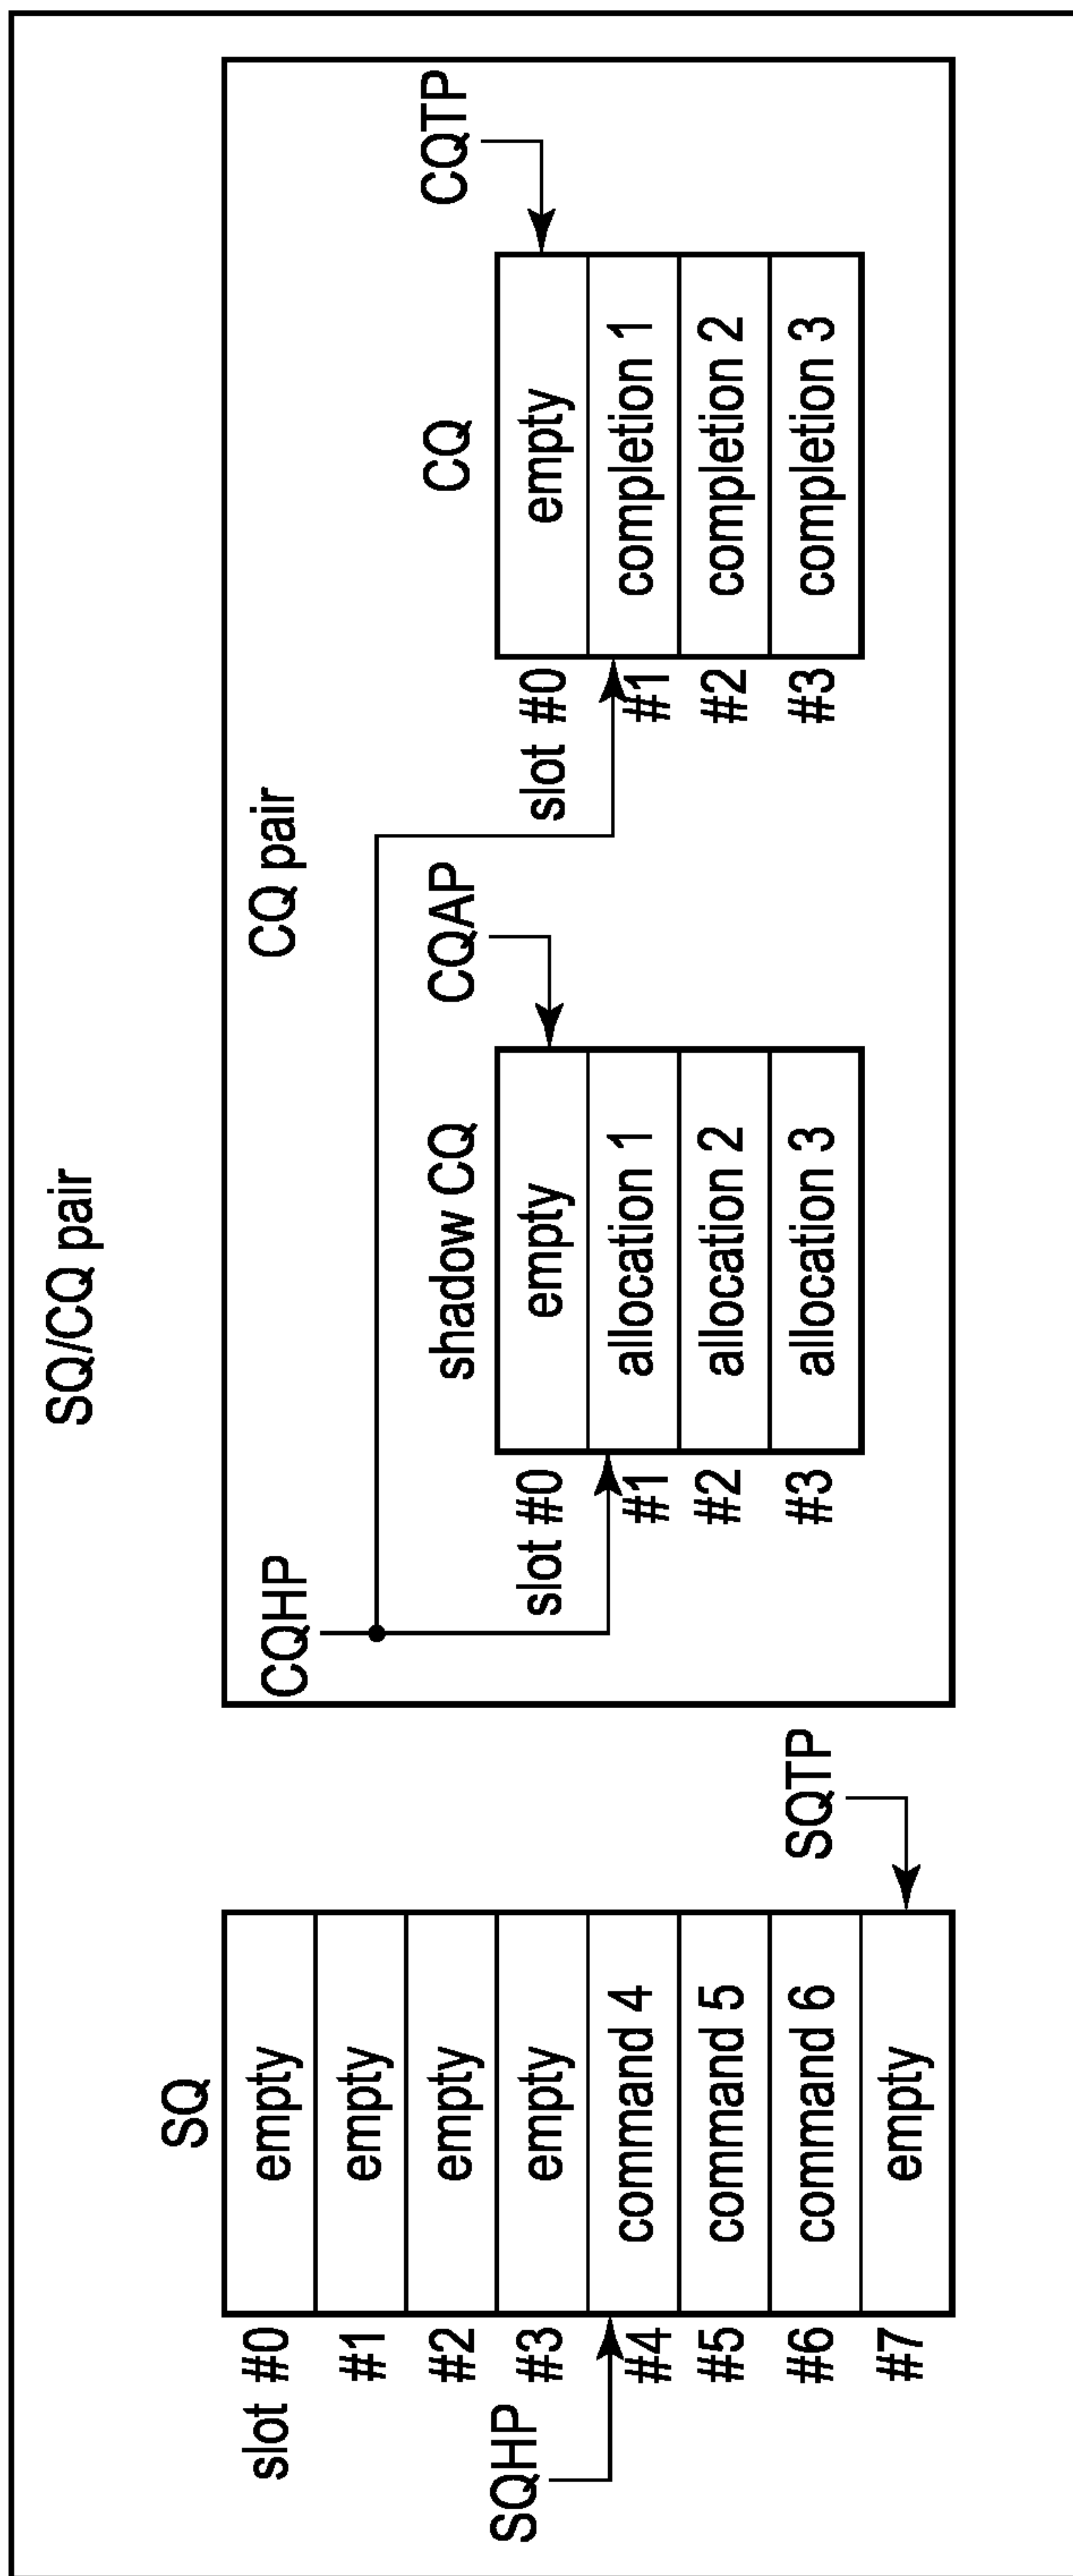 SQ/CQ pair
SQ
slot #0 empty
#1 empty
#2 empty
#3 empty
SQHP
#4 command 4
#5 command 5
#6 command 6
#7 empty
SQTP
CQ pair
CQHP
shadow CQ
CQAP
slot #0 empty
#1 allocation 1
#2 allocation 2
#3 allocation 3
CQ
CQTP
slot #0 empty
#1 completion 1
#2 completion 2
#3 completion 3